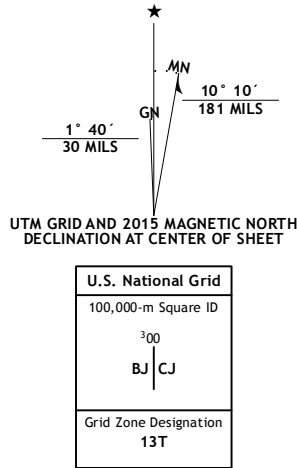 ★
MN
GN
10° 10´
181 MILS
1° 40´
30 MILS
UTM GRID AND 2015 MAGNETIC NORTH
DECLINATION AT CENTER OF SHEET
U.S. National Grid
100,000-m Square ID
³00
BJ CJ
Grid Zone Designation
13T